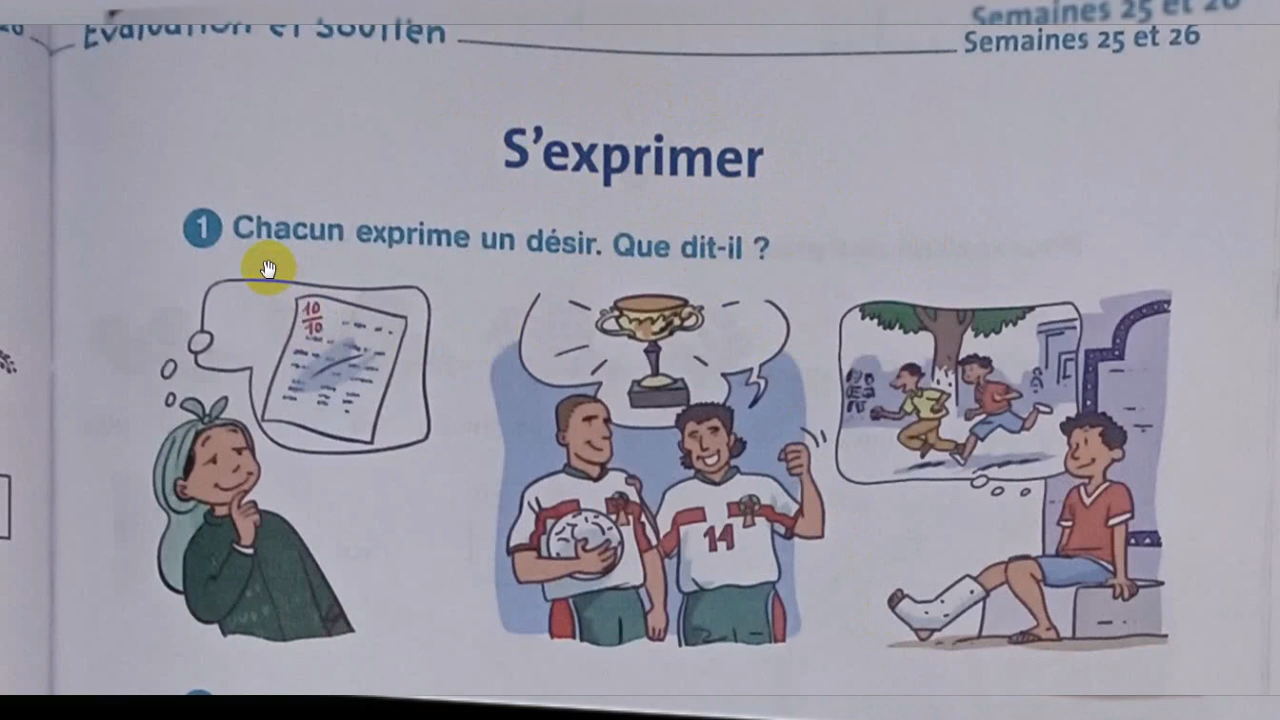 Semaines 25 et 26
Evaluation et Soutien
Semaines 25 et 26
S'exprimer
1 Chacun exprime un désir. Que dit-il ?
10
10
14